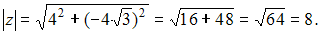 |z| = √(4² + (-4√3)²) = √(16 + 48) = √64 = 8.